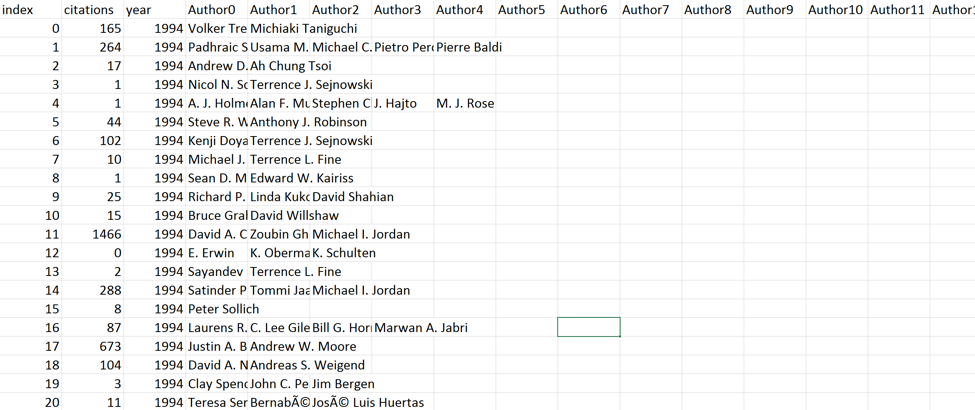 index citations year Author0 Author1 Author2 Author3 Author4 Author5 Author6 Author7 Author8 Author9 Author10 Author11 Author1
0 165 1994 Volker Tre Michiaki Taniguchi
1 264 1994 Padhraic S Usama M. Michael C. Pietro Per Pierre Baldi
2 17 1994 Andrew D. Ah Chung Tsoi
3 1 1994 Nicol N. Sc Terrence J. Sejnowski
4 1 1994 A. J. Holm Alan F. Mu Stephen C J. Hajto M. J. Rose
5 44 1994 Steve R. W Anthony J. Robinson
6 102 1994 Kenji Doya Terrence J. Sejnowski
7 10 1994 Michael J. Terrence L. Fine
8 1 1994 Sean D. M Edward W. Kairiss
9 25 1994 Richard P. Linda Kukc David Shahian
10 15 1994 Bruce Gral David Willshaw
11 1466 1994 David A. C Zoubin Gh Michael I. Jordan
12 0 1994 E. Erwin K. Oberma K. Schulten
13 2 1994 Sayandev Terrence L. Fine
14 288 1994 Satinder P Tommi Jaa Michael I. Jordan
15 8 1994 Peter Sollich
16 87 1994 Laurens R. C. Lee Gile Bill G. Horn Marwan A. Jabri
17 673 1994 Justin A. B Andrew W. Moore
18 104 1994 David A. N Andreas S. Weigend
19 3 1994 Clay Spenc John C. Pe Jim Bergen
20 11 1994 Teresa Ser BernabÃ© JosÃ© Luis Huertas